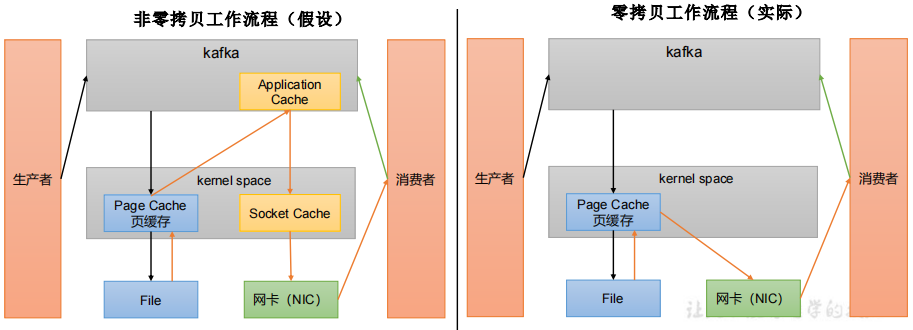 非零拷贝工作流程（假设）
kafka
Application
Cache
生产者
kernel space
Page Cache
页缓存
Socket Cache
消费者
File
网卡（NIC）
零拷贝工作流程（实际）
kafka
生产者
kernel space
Page Cache
页缓存
消费者
File
网卡（NIC）